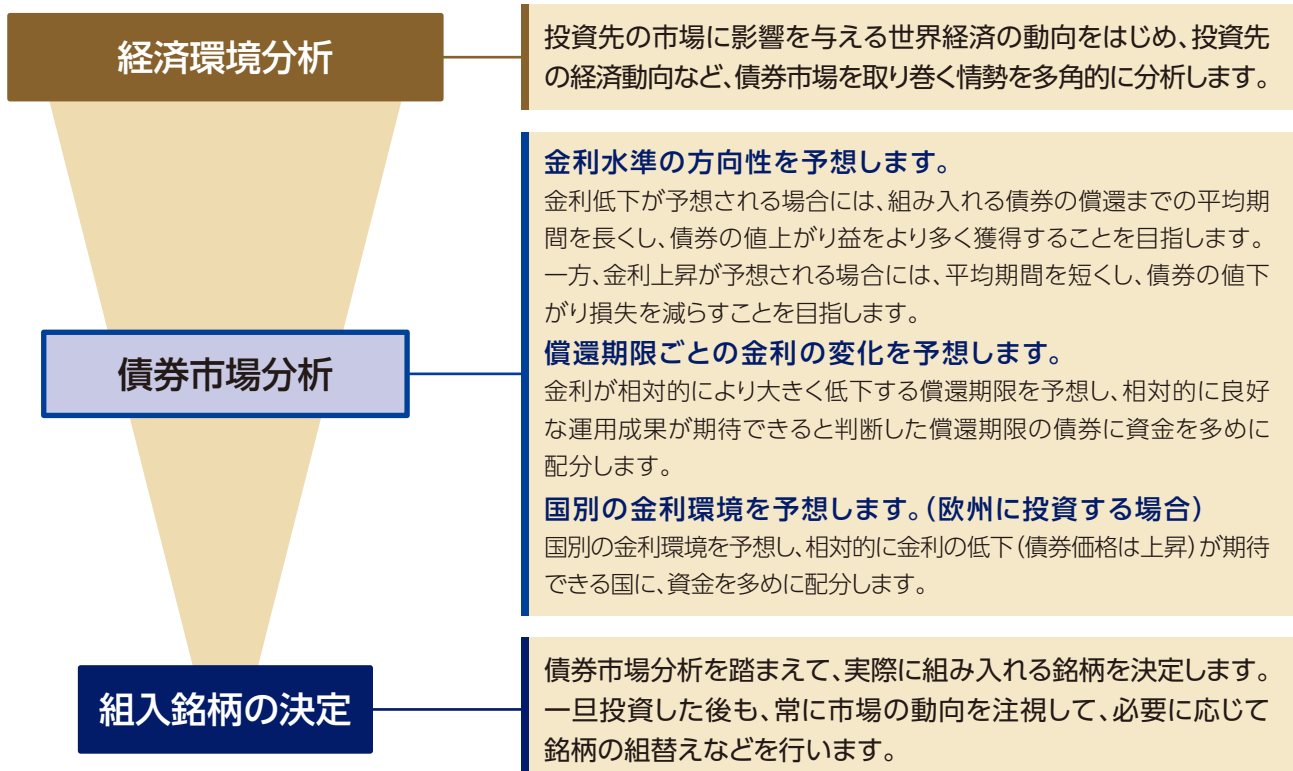 経済環境分析
投資先の市場に影響を与える世界経済の動向をはじめ、投資先
の経済動向など、債券市場を取り巻く情勢を多角的に分析します。
債券市場分析
金利水準の方向性を予想します。
金利低下が予想される場合には、組み入れる債券の償還までの平均期
間を長くし、債券の値上がり益をより多く獲得することを目指します。
一方、金利上昇が予想される場合には、平均期間を短くし、債券の値下
がり損失を減らすことを目指します。
償還期限ごとの金利の変化を予想します。
金利が相対的により大きく低下する償還期限を予想し、相対的に良好
な運用成果が期待できると判断した償還期限の債券に資金を多めに
配分します。
国別の金利環境を予想します。(欧州に投資する場合)
国別の金利環境を予想し、相対的に金利の低下(債券価格は上昇)が期待
できる国に、資金を多めに配分します。
組入銘柄の決定
債券市場分析を踏まえて、実際に組み入れる銘柄を決定します。
一旦投資した後も、常に市場の動向を注視して、必要に応じて
銘柄の組替えなどを行います。